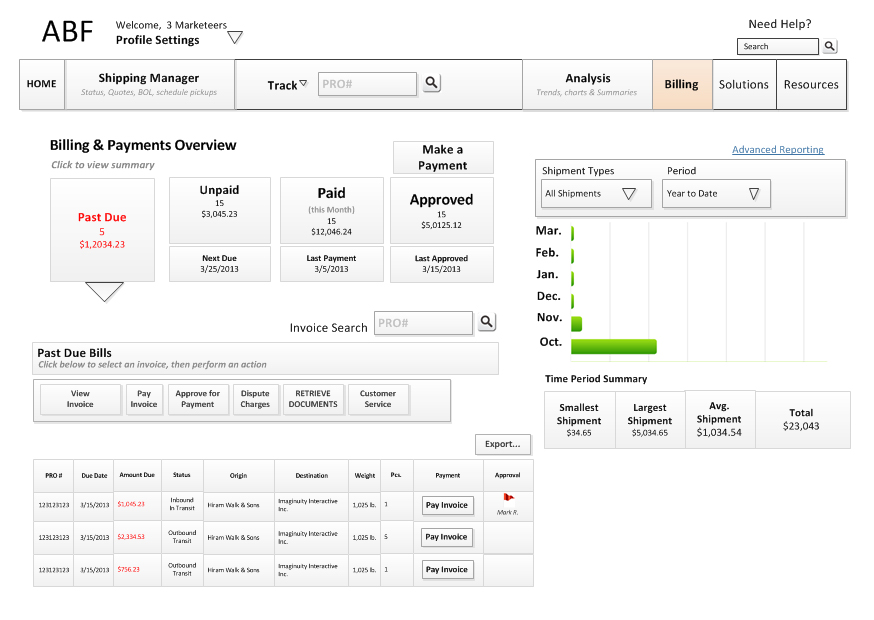 ABF
Welcome, 3 Marketeers
Profile Settings
Need Help?
Search
HOME
Shipping Manager
Status, Quotes, BOL, schedule pickups
Track
PRO#
Analysis
Trends, charts & Summaries
Billing
Solutions
Resources
Billing & Payments Overview
Click to view summary
Make a
Payment
Past Due
5
$1,2034.23
Unpaid
15
$3,045.23
Next Due
3/25/2013
Paid
(this Month)
15
$12,046.24
Last Payment
3/5/2013
Approved
15
$5,0125.12
Last Approved
3/15/2013
Advanced Reporting
Shipment Types
Period
All Shipments
Year to Date
Mar.
Feb.
Jan.
Dec.
Nov.
Oct.
Time Period Summary
Smallest
Shipment
$34.65
Largest
Shipment
$5,034.65
Avg.
Shipment
$1,034.54
Total
$23,043
Invoice Search
PRO#
Past Due Bills
Click below to select an invoice, then perform an action
View
Invoice
Pay
Invoice
Approve for
Payment
Dispute
Charges
RETRIEVE
DOCUMENTS
Customer
Service
Export...
PRO # Due Date Amount Due Status Origin Destination Weight Pcs. Payment Approval
123123123 3/15/2013 $1,045.23 Inbound In Transit Hiram Walk & Sons Imaginuity Interactive Inc. 1,025 lb. 1 Pay Invoice Mark R.
123123123 3/15/2013 $2,334.53 Outbound Transit Hiram Walk & Sons Imaginuity Interactive Inc. 1,025 lb. 5 Pay Invoice
123123123 3/15/2013 $756.23 Outbound Transit Hiram Walk & Sons Imaginuity Interactive Inc. 1,025 lb. 1 Pay Invoice